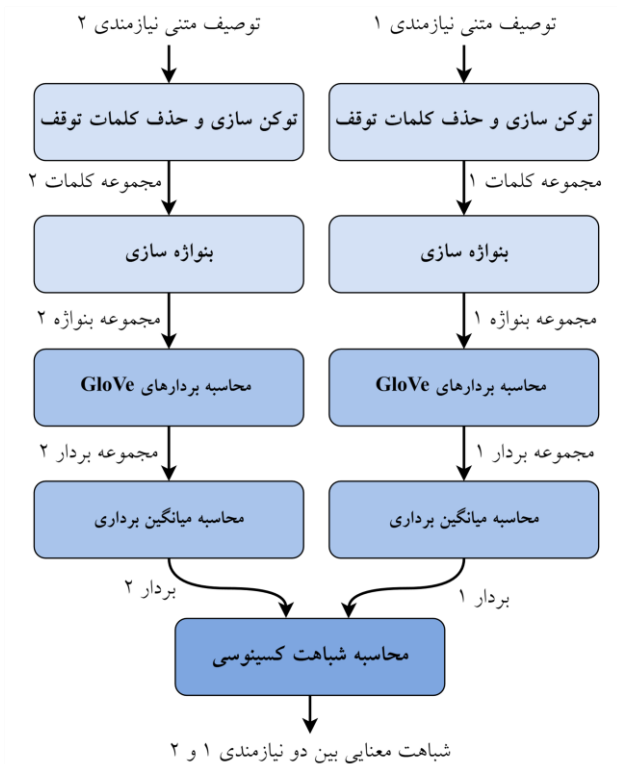 توصیف متنی نیازمندی ۱
توصیف متنی نیازمندی ۲
توکن سازی و حذف کلمات توقف
توکن سازی و حذف کلمات توقف
مجموعه کلمات ۱
مجموعه کلمات ۲
بنواژه سازی
بنواژه سازی
مجموعه بنواژه ۱
مجموعه بنواژه ۲
محاسبه بردارهای GloVe
محاسبه بردارهای GloVe
مجموعه بردار ۱
مجموعه بردار ۲
محاسبه میانگین برداری
محاسبه میانگین برداری
بردار ۱
بردار ۲
محاسبه شباهت کسینوسی
شباهت معنایی بین دو نیازمندی ۱ و ۲